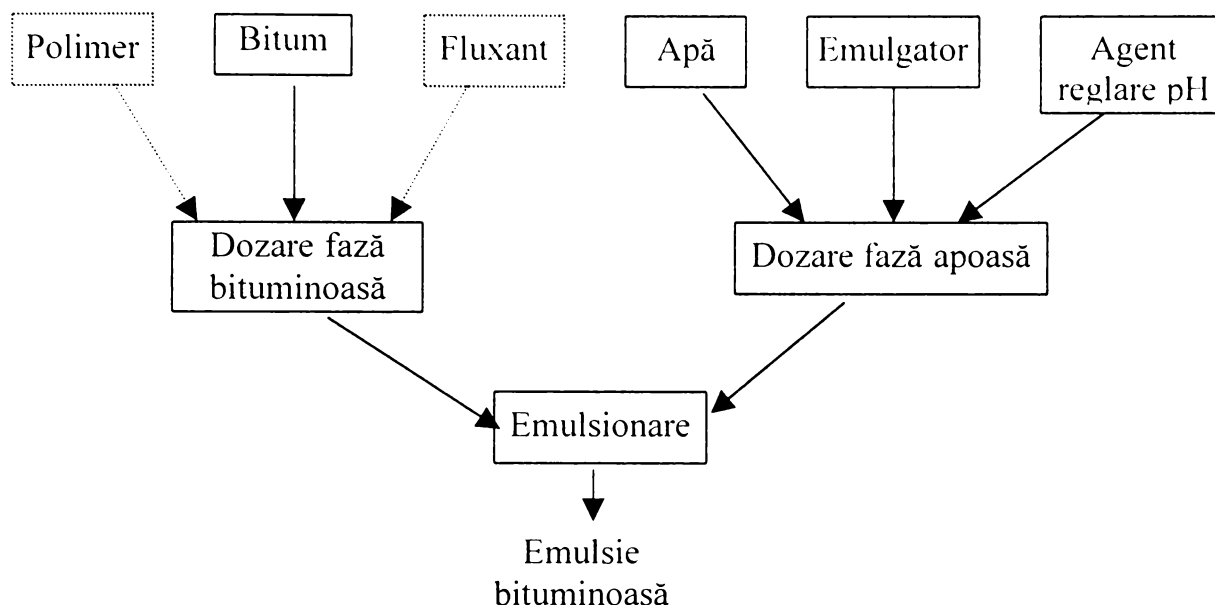 Polimer
Bitum
Fluxant
Apă
Emulgator
Agent
reglare pH
Dozare fază
bituminoasă
Dozare fază apoasă
Emulsionare
Emulsie
bituminoasă